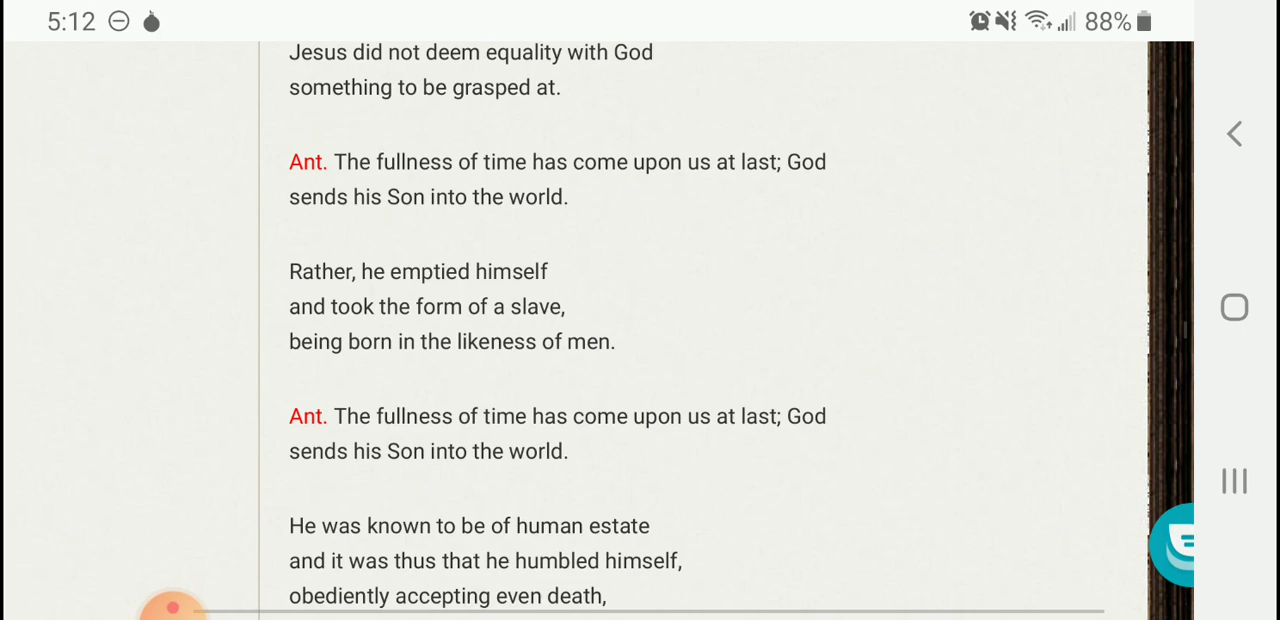 5:12
88%
Jesus did not deem equality with God
something to be grasped at.
Ant. The fullness of time has come upon us at last; God
sends his Son into the world.
Rather, he emptied himself
and took the form of a slave,
being born in the likeness of men.
Ant. The fullness of time has come upon us at last; God
sends his Son into the world.
He was known to be of human estate
and it was thus that he humbled himself,
obediently accepting even death,